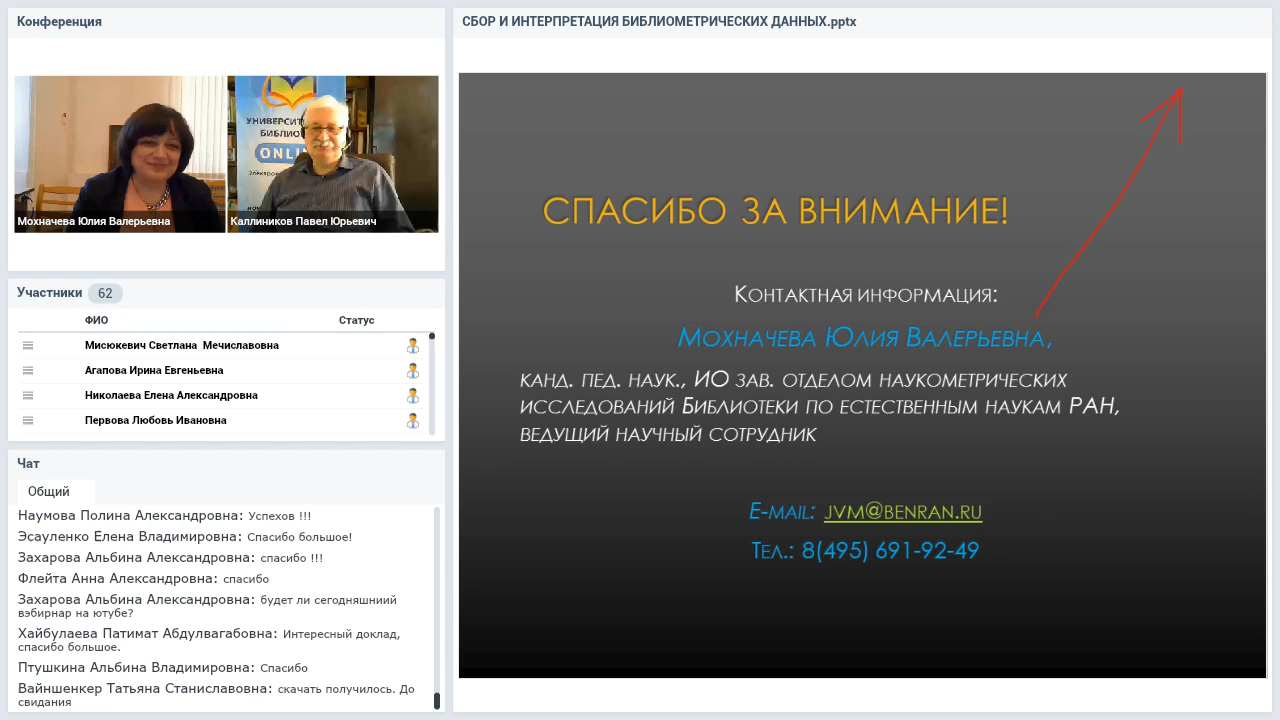 Конференция
УНИВЕРСИТ
БИБЛИО
ONLI
Мохначева Юлия Валерьевна
Каллиников Павел Юрьевич
Участники 62
ФИО Статус
Мисюкевич Светлана Мечиславовна
Агапова Ирина Евгеньевна
Николаева Елена Александровна
Первова Любовь Ивановна
Чат
Общий
Наумова Полина Александровна: Успехов !!!
Эсауленко Елена Владимировна: Спасибо большое!
Захарова Альбина Александровна: спасибо !!!
Флейта Анна Александровна: спасибо
Захарова Альбина Александровна: будет ли сегодняшниий
вэбирнар на ютубе?
Хайбулаева Патимат Абдулвагабовна: Интересный доклад,
спасибо большое.
Птушкина Альбина Владимировна: Спасибо
Вайншенкер Татьяна Станиславовна: скачать получилось. До
свидания
СБОР И ИНТЕРПРЕТАЦИЯ БИБЛИОМЕТРИЧЕСКИХ ДАННЫХ.pptx
СПАСИБО ЗА ВНИМАНИЕ!
Контактная информация:
Мохначева Юлия Валерьевна,
канд. пед. наук., ИО зав. отделом наукометрических
исследований Библиотеки по естественным наукам РАН,
ведущий научный сотрудник
E-mail: jvm@benran.ru
Тел.: 8(495) 691-92-49